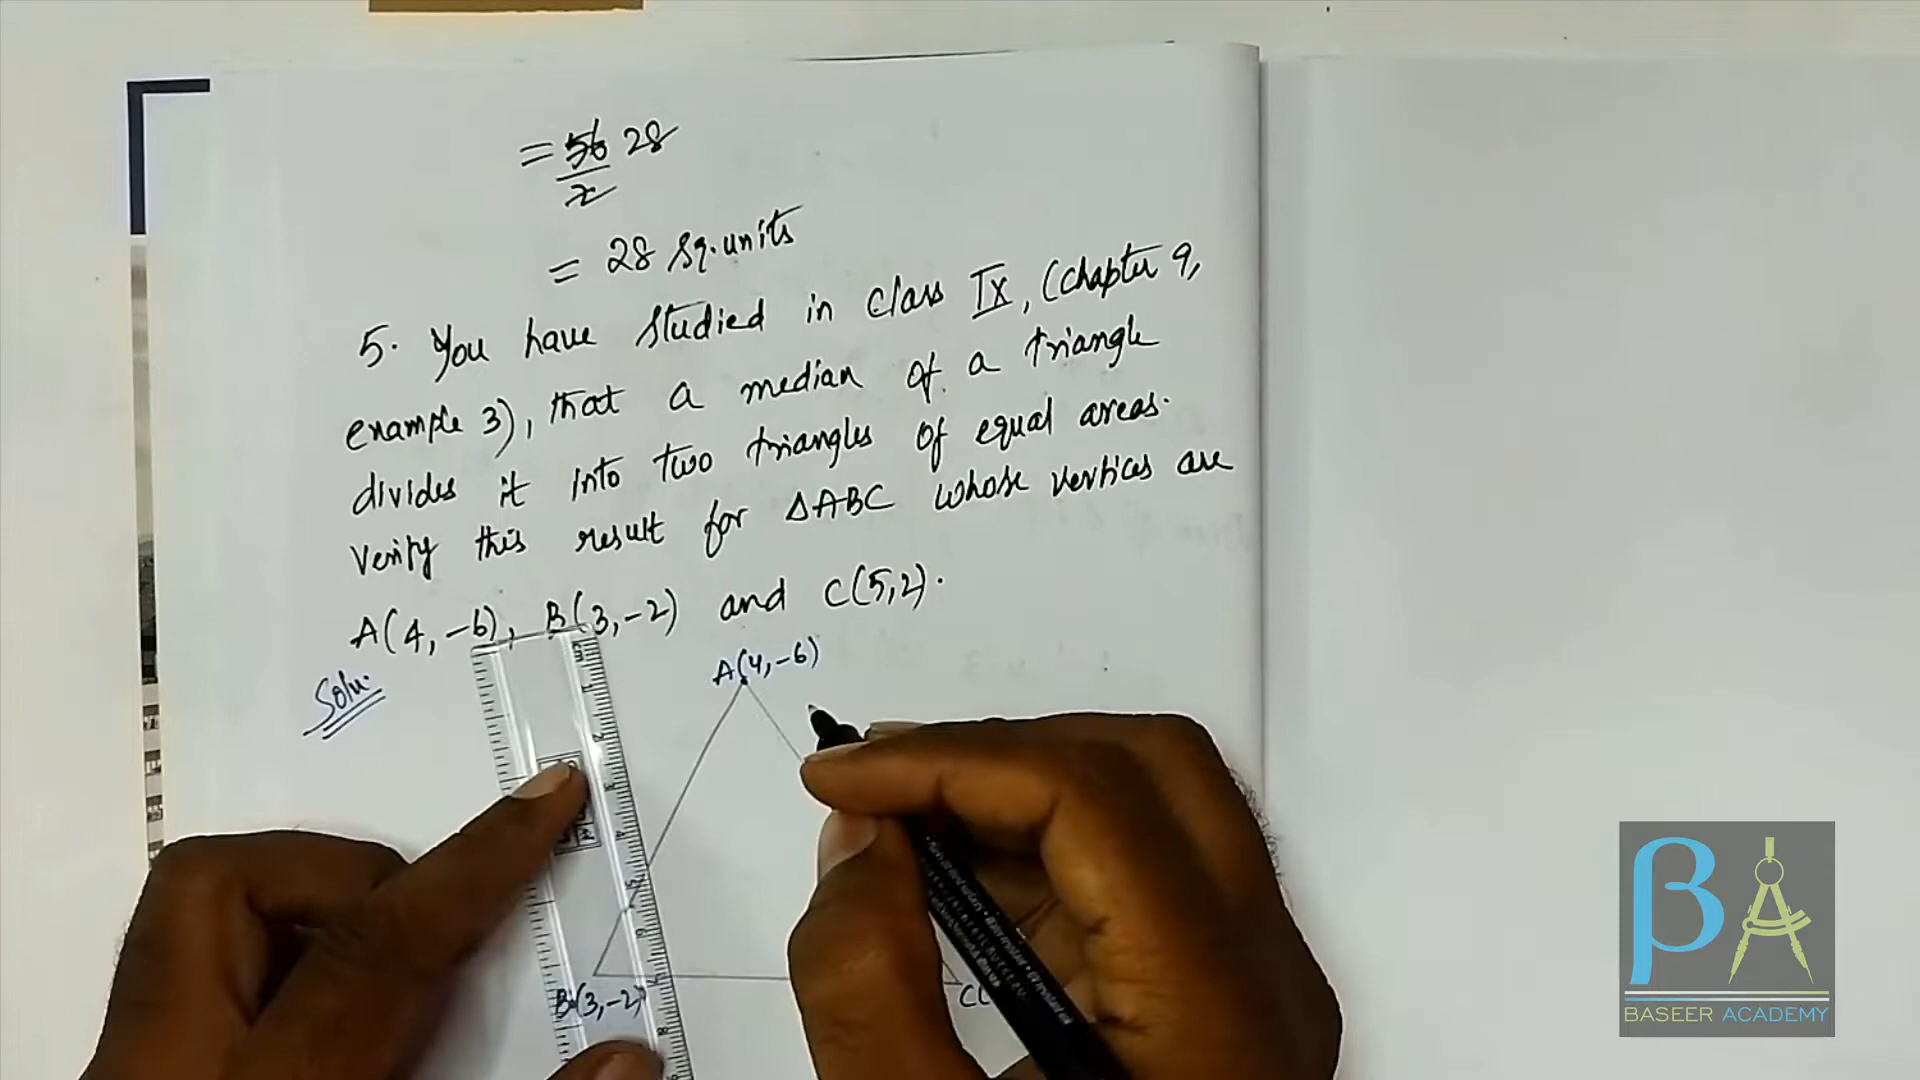 = 56/2 28
= 28 sq.units
5. You have studied in class IX, (chapter 9,
example 3), that a median of a triangle
divides it into two triangles of equal areas.
Verify this result for △ABC whose vertices are
A(4,-6), B(3,-2) and C(5,2).
Solu.
A(4,-6)
B(3,-2)
C(
BASEER ACADEMY